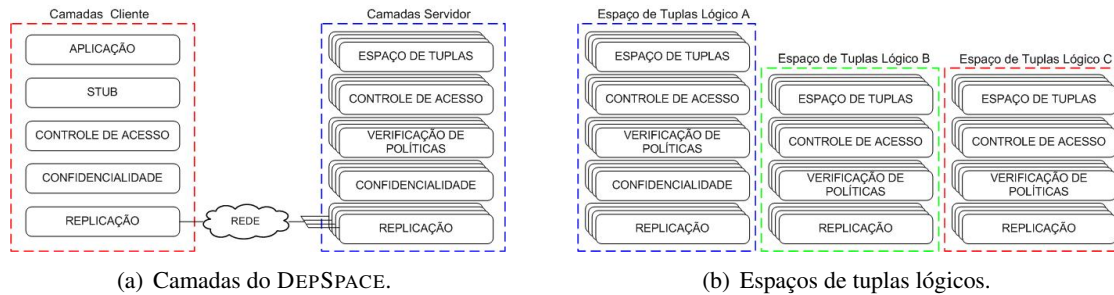 Camadas Cliente
APLICAÇÃO
STUB
CONTROLE DE ACESSO
CONFIDENCIALIDADE
REPLICAÇÃO
REDE
Camadas Servidor
ESPAÇO DE TUPLAS
CONTROLE DE ACESSO
VERIFICAÇÃO DE
POLÍTICAS
CONFIDENCIALIDADE
REPLICAÇÃO
(a) Camadas do DEPSPACE.
Espaço de Tuplas Lógico A
ESPAÇO DE TUPLAS
CONTROLE DE ACESSO
VERIFICAÇÃO DE
POLÍTICAS
CONFIDENCIALIDADE
REPLICAÇÃO
Espaço de Tuplas Lógico B
ESPAÇO DE TUPLAS
CONTROLE DE ACESSO
VERIFICAÇÃO DE
POLÍTICAS
REPLICAÇÃO
Espaço de Tuplas Lógico C
ESPAÇO DE TUPLAS
CONTROLE DE ACESSO
VERIFICAÇÃO DE
POLÍTICAS
REPLICAÇÃO
(b) Espaços de tuplas lógicos.